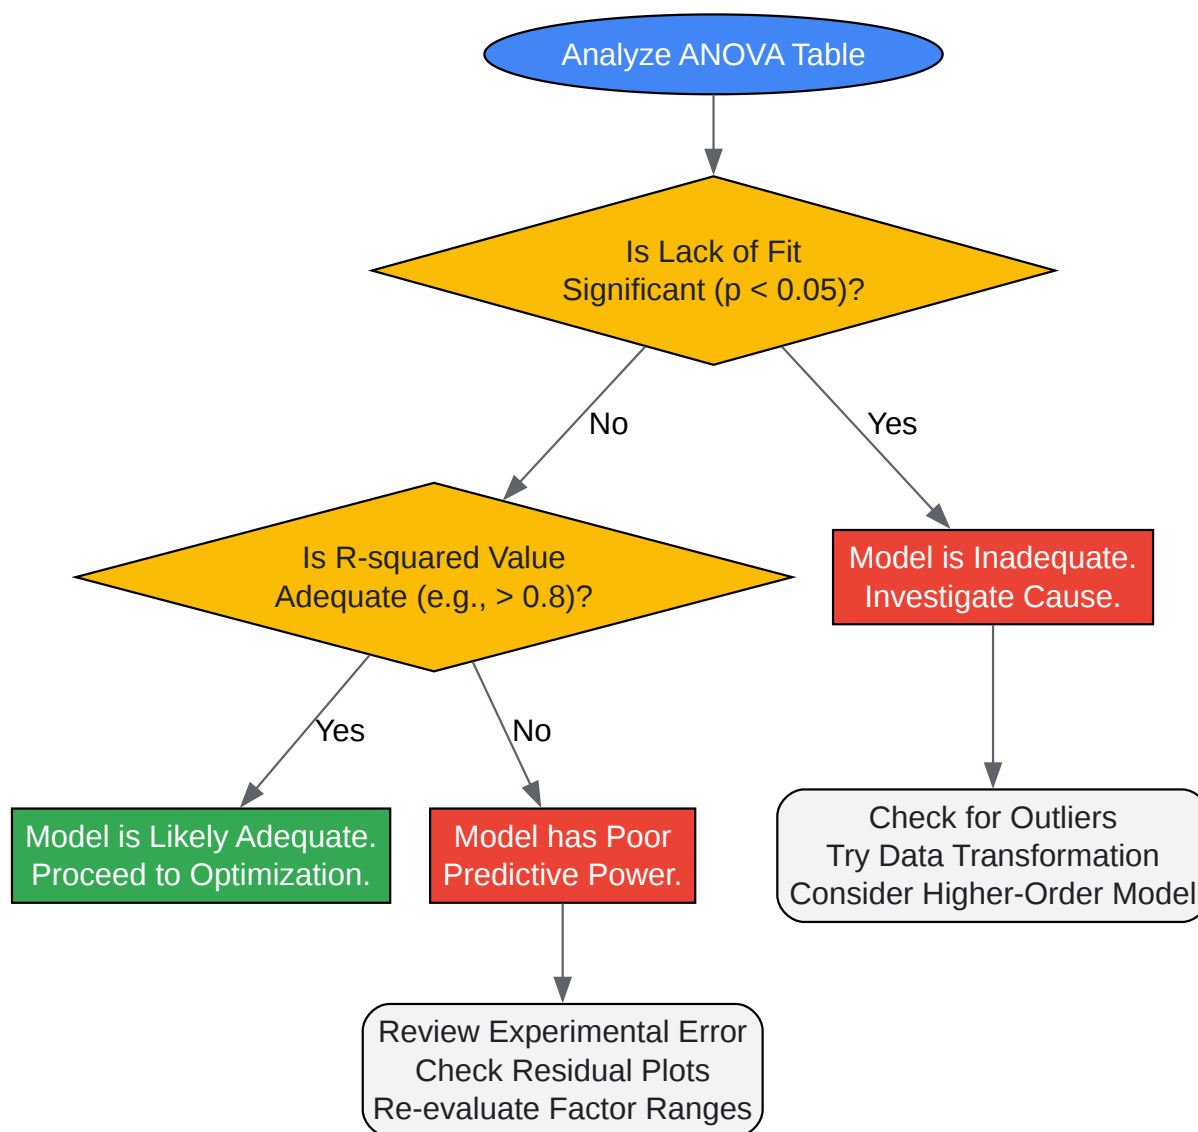 Analyze ANOVA Table
Is Lack of Fit
Significant (p < 0.05)?
No
Yes
Is R-squared Value
Adequate (e.g., > 0.8)?
Model is Inadequate.
Investigate Cause.
Yes
No
Model is Likely Adequate.
Proceed to Optimization.
Model has Poor
Predictive Power.
Check for Outliers
Try Data Transformation
Consider Higher-Order Model
Review Experimental Error
Check Residual Plots
Re-evaluate Factor Ranges